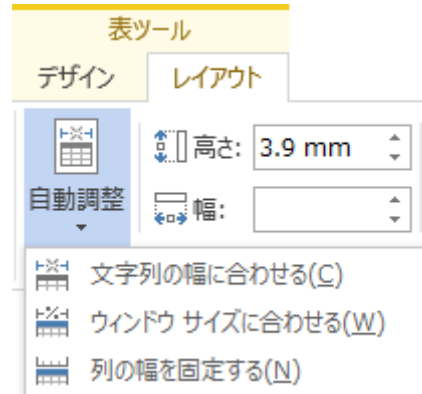 表ツール
デザイン レイアウト
高さ: 3.9 mm
自動調整
幅:
文字列の幅に合わせる(C)
ウィンドウ サイズに合わせる(W)
列の幅を固定する(N)